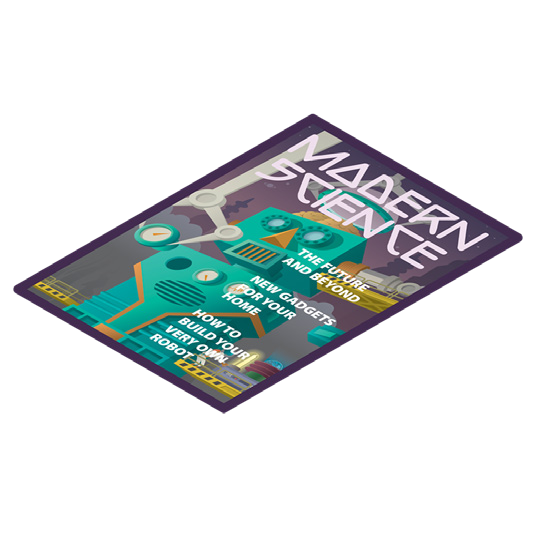 MODERN
SCIENCE
THE FUTURE
AND BEYOND
NEW GADGETS
FOR YOUR
HOME
HOW TO
BUILD YOUR
VERY OWN
ROBOT